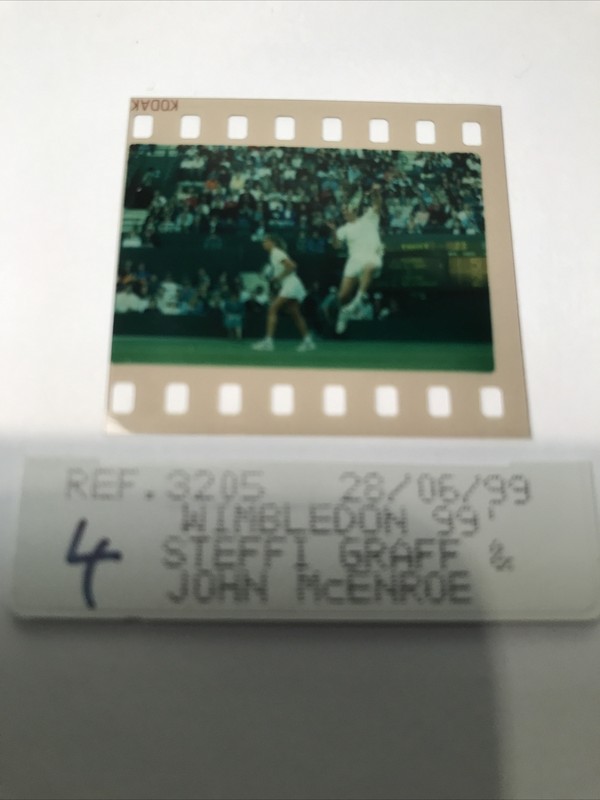 KODAK
REF.3205 28/06/99
WIMBLEDON 99'
4 STEFFI GRAFF &
JOHN McENROE